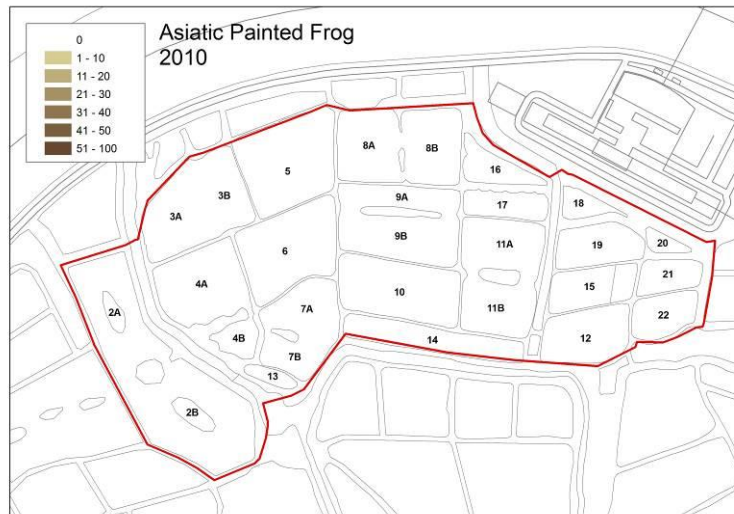 Asiatic Painted Frog
2010
0
1 - 10
11 - 20
21 - 30
31 - 40
41 - 50
51 - 100
8A
8B
5
16
3B
9A
17
18
3A
9B
11A
19
20
6
21
4A
10
15
2A
7A
11B
22
4B
14
12
7B
13
2B